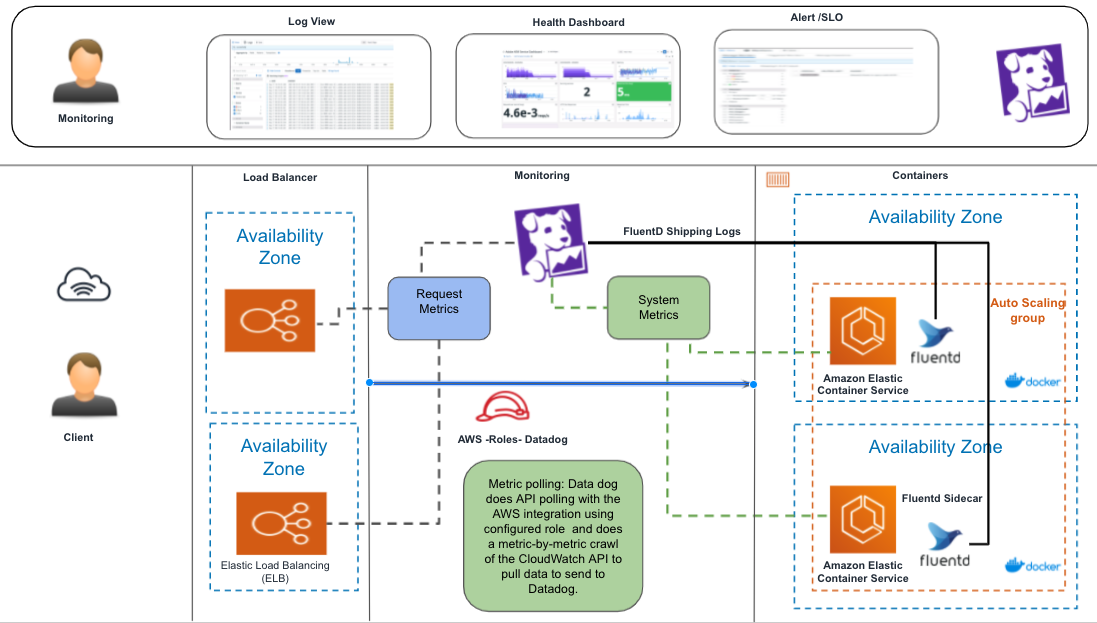 Log View
Health Dashboard
Alert /SLO
Monitoring
2
5
4.6e-3
Load Balancer
Monitoring
Containers
Availability
Zone
FluentD Shipping Logs
Availability Zone
Request
Metrics
System
Metrics
Auto Scaling
group
fluentd
Amazon Elastic
Container Service
docker
Client
AWS -Roles- Datadog
Availability
Zone
Availability Zone
Metric polling: Data dog
does API polling with the
AWS integration using
configured role and does
a metric-by-metric crawl
of the CloudWatch API to
pull data to send to
Datadog.
Fluentd Sidecar
fluentd
Elastic Load Balancing
(ELB)
Amazon Elastic
Container Service
docker